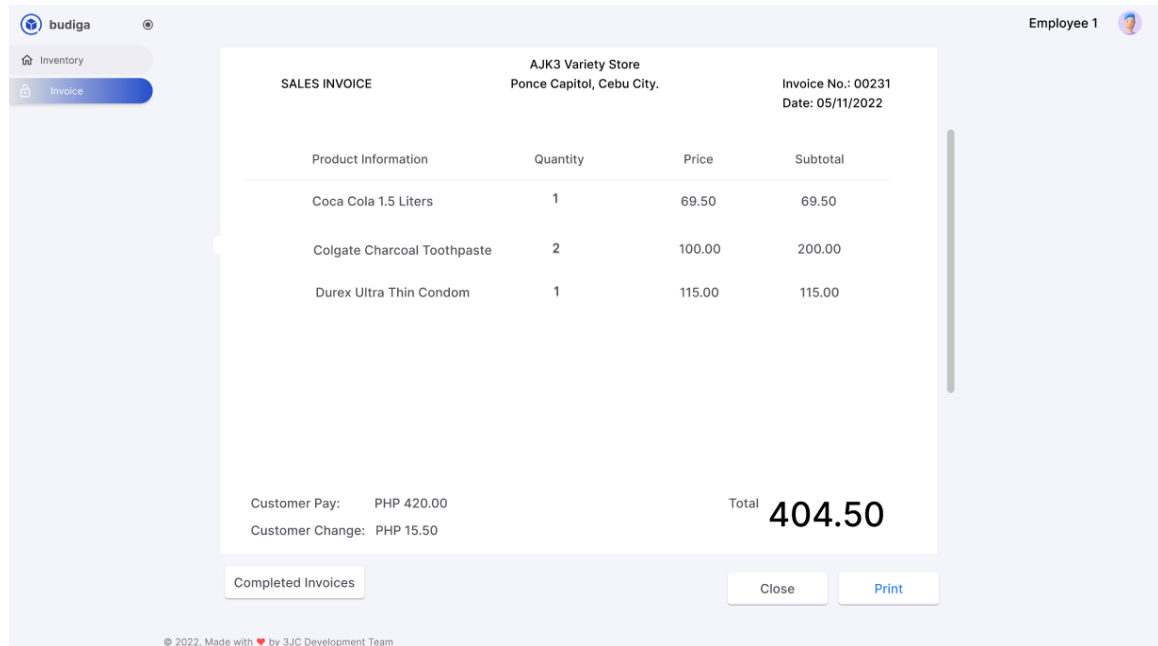 budiga
Employee 1
Inventory
Invoice
AJK3 Variety Store
SALES INVOICE Ponce Capitol, Cebu City. Invoice No.: 00231
Date: 05/11/2022
Product Information Quantity Price Subtotal
Coca Cola 1.5 Liters 1 69.50 69.50
Colgate Charcoal Toothpaste 2 100.00 200.00
Durex Ultra Thin Condom 1 115.00 115.00
Customer Pay: PHP 420.00 Total 404.50
Customer Change: PHP 15.50
Completed Invoices
Close Print
© 2022, Made with ❤ by 3JC Development Team